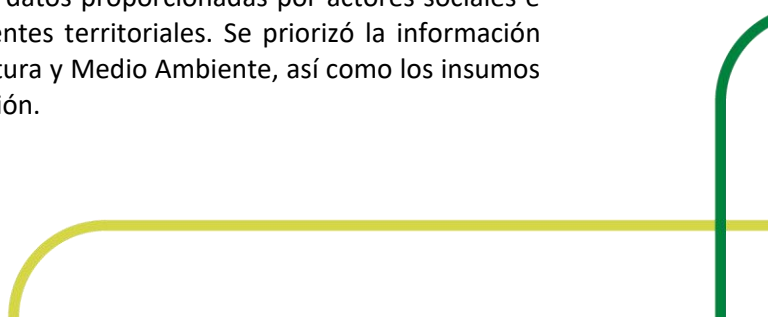 datos proporcionadas por actores sociales e
entes territoriales. Se priorizó la información
tura y Medio Ambiente, así como los insumos
ión.